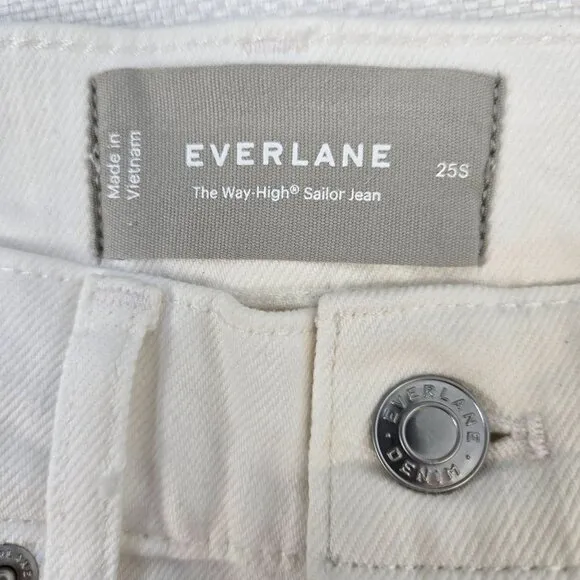 Made in
Vietnam
EVERLANE
The Way-High® Sailor Jean
25S
· EVERLANE ·
DENIM